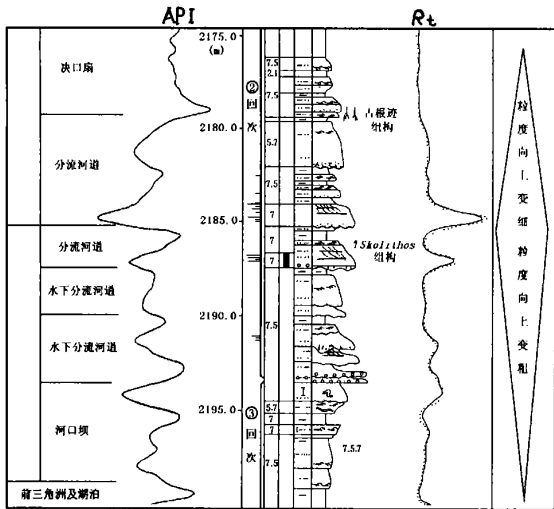 API
Rt
2175.0
(m)
决口扇
②
回
次
7.5
2.1
7.5
古根迹
组构
2180.0
5.7
分流河道
7.5
2185.0
7
分流河道
7
Skolithos
组构
7
水下分流河道
2190.0
7.5
水下分流河道
I
2195.0
5.7
③
回
次
7
河口坝
7
7.5.7
7.5
前三角洲及湖泊
粒度向上变细
粒度向上变粗